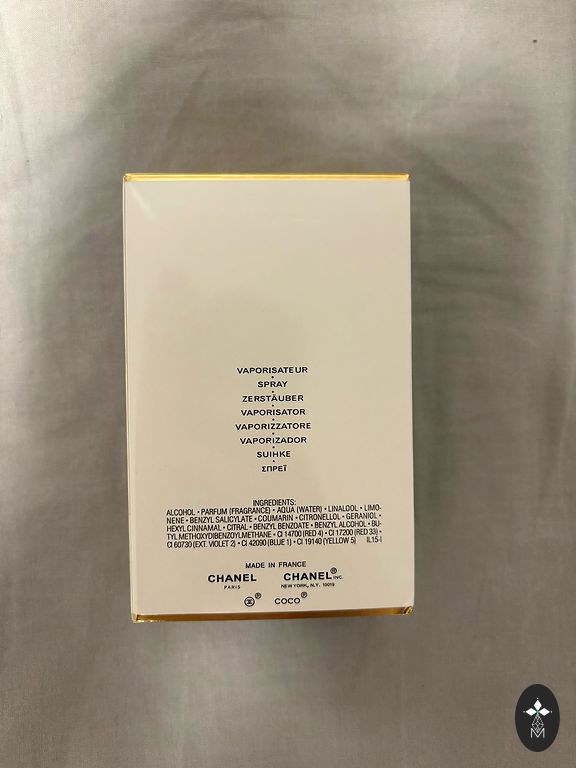 VAPORISATEUR
SPRAY
ZERSTÄUBER
VAPORISATOR
VAPORIZZATORE
VAPORIZADOR
SUIHKE
ΣΠΡΕΪ
INGREDIENTS:
ALCOHOL • PARFUM (FRAGRANCE) • AQUA (WATER) • LINALOOL • LIMO-
NENE • BENZYL SALICYLATE • COUMARIN • CITRONELLOL • GERANIOL •
HEXYL CINNAMAL • CITRAL • BENZYL BENZOATE • BENZYL ALCOHOL • BU-
TYL METHOXYDIBENZOYLMETHANE • CI 14700 (RED 4) • CI 17200 (RED 33) •
CI 60730 (EXT. VIOLET 2) • CI 42090 (BLUE 1) • CI 19140 (YELLOW 5) IL15-I
MADE IN FRANCE
CHANEL CHANEL® INC.
PARIS NEW YORK, N.Y. 10019
® COCO®
M